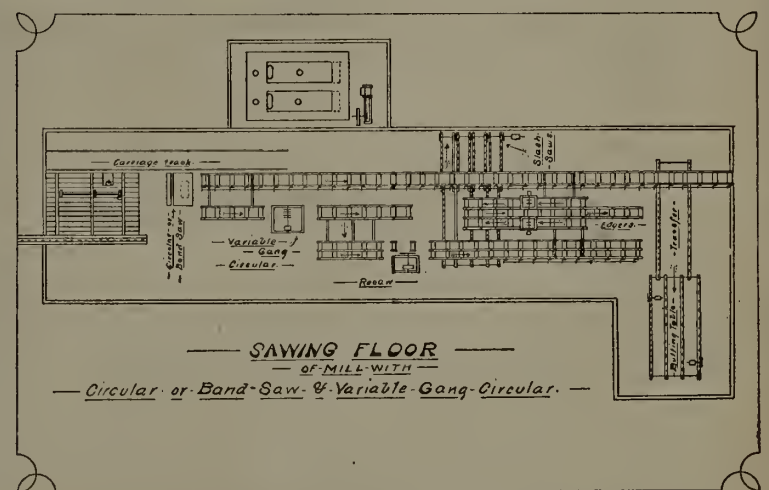 Carriage track.
Slash
Saws
Circular or
Band Saw
Variable
Gang
Circular.
Edgers.
Transfer
Resaw
Butting Table
SAWING FLOOR
OF-MILL-WITH
Circular or Band-Saw & Variable-Gang-Circular.